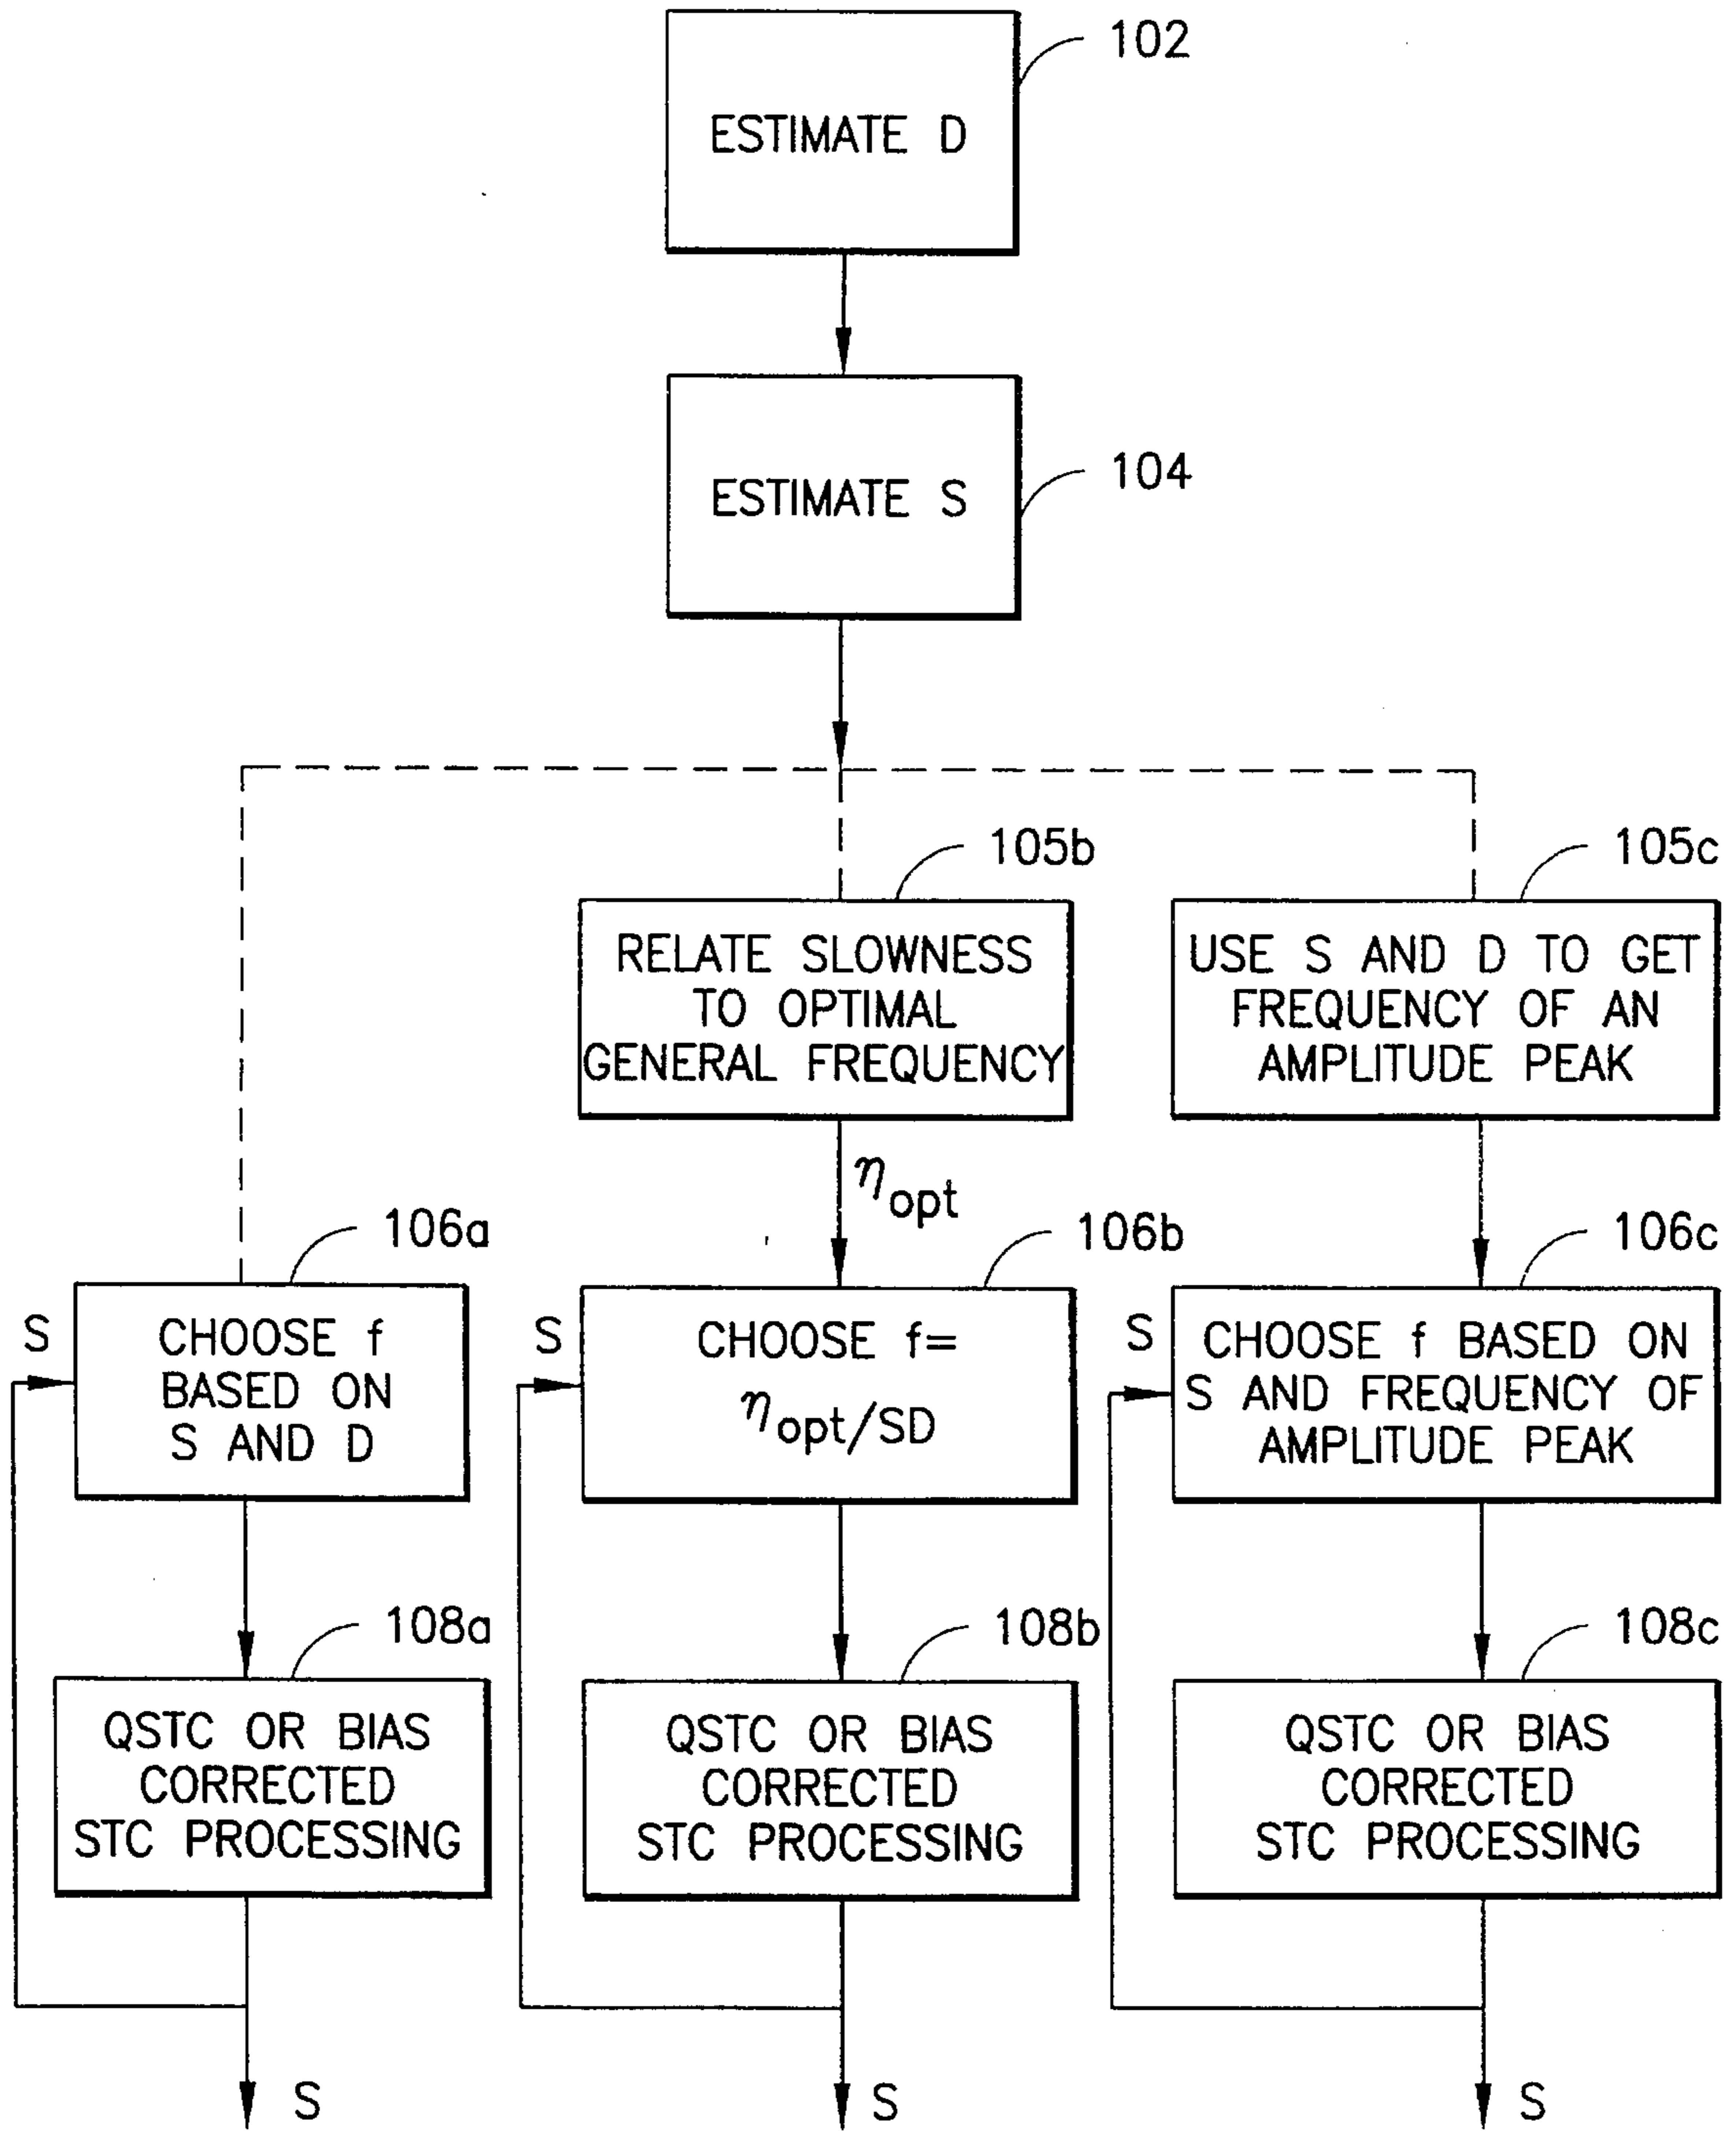 102
ESTIMATE D
104
ESTIMATE S
105b
RELATE SLOWNESS
TO OPTIMAL
GENERAL FREQUENCY
105c
USE S AND D TO GET
FREQUENCY OF AN
AMPLITUDE PEAK
ηopt
106a
S
CHOOSE f
BASED ON
S AND D
106b
S
CHOOSE f=
ηopt/SD
106c
S
CHOOSE f BASED ON
S AND FREQUENCY OF
AMPLITUDE PEAK
108a
QSTC OR BIAS
CORRECTED
STC PROCESSING
108b
QSTC OR BIAS
CORRECTED
STC PROCESSING
108c
QSTC OR BIAS
CORRECTED
STC PROCESSING
S
S
S